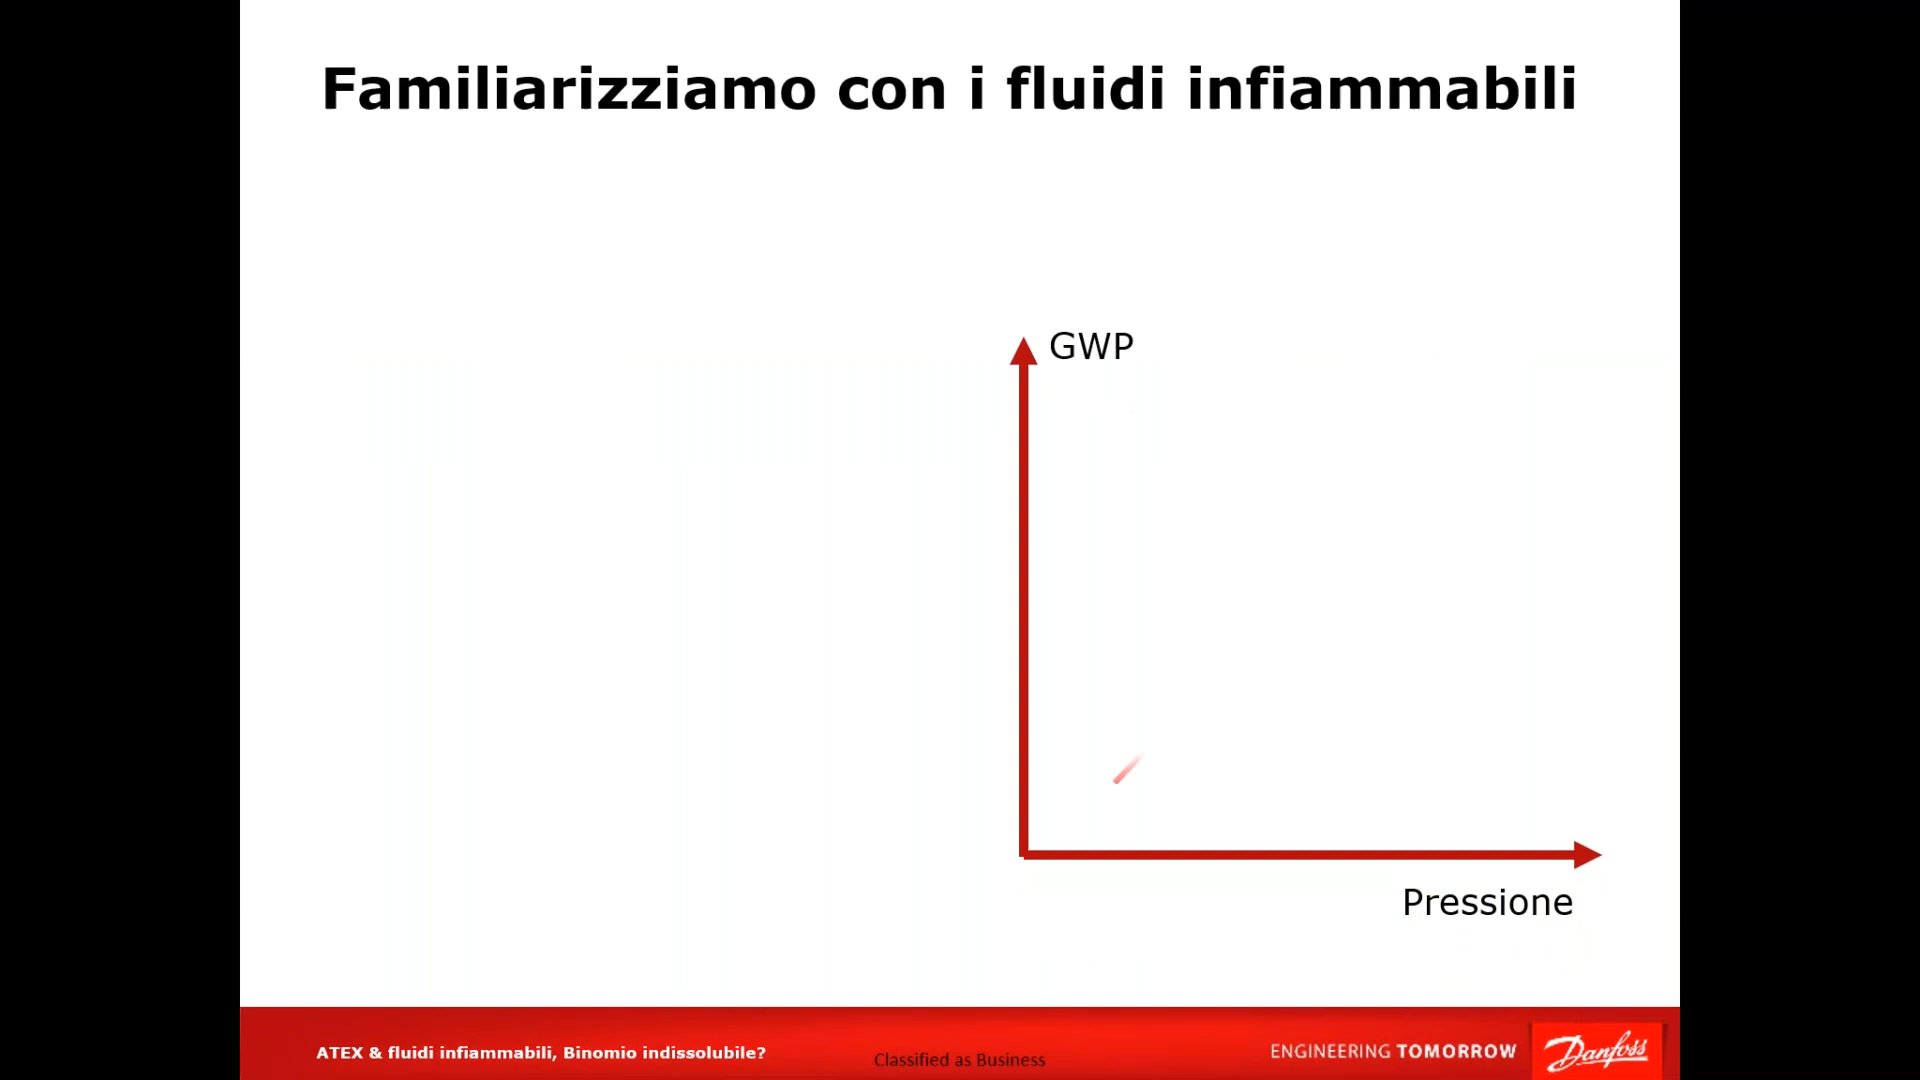 Familiarizziamo con i fluidi infiammabili
GWP
Pressione
ATEX & fluidi infiammabili, Binomio indissolubile?
Classified as Business
ENGINEERING TOMORROW
Danfoss